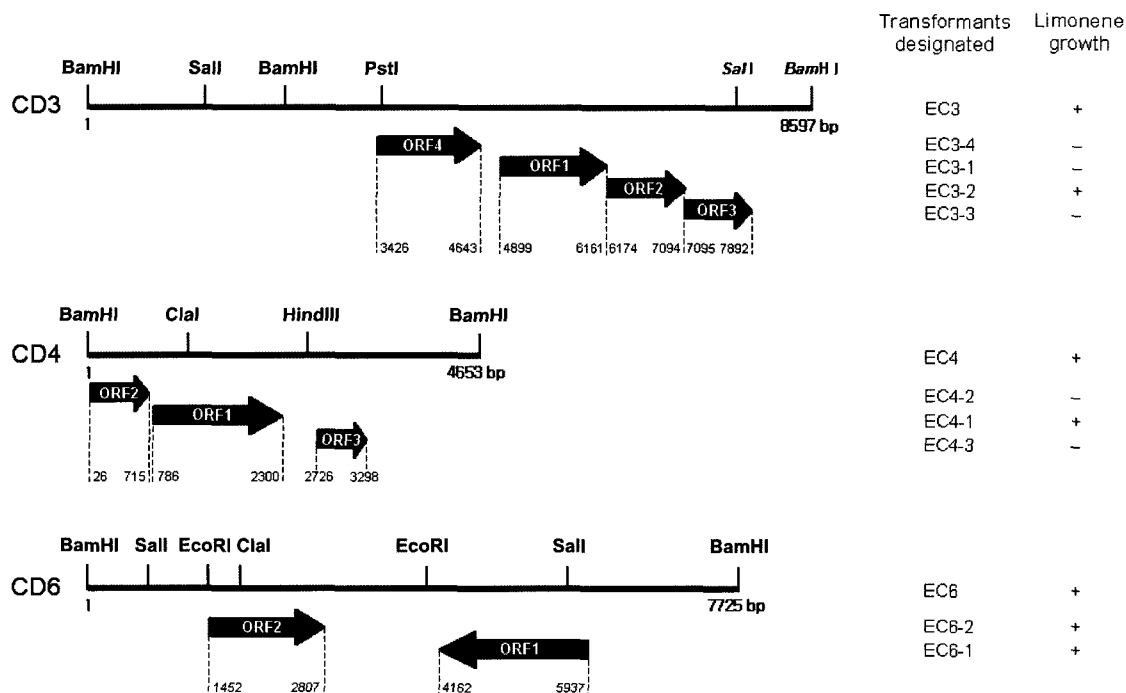 Transformants designated
Limonene growth
BamHI SalI BamHI PstI SalI BamHI
CD3
1
8597 bp
EC3 +
ORF4
EC3-4 –
ORF1
EC3-1 –
ORF2
EC3-2 +
ORF3
EC3-3 –
3426 4643 4899 6161 6174 7094 7095 7892
BamHI ClaI HindIII BamHI
CD4
1
4653 bp
EC4 +
ORF2
EC4-2 –
ORF1
EC4-1 +
ORF3
EC4-3 –
26 715 786 2300 2726 3298
BamHI SalI EcoRI ClaI EcoRI SalI BamHI
CD6
1
7725 bp
EC6 +
ORF2
EC6-2 +
ORF1
EC6-1 +
1452 2807 4162 5937